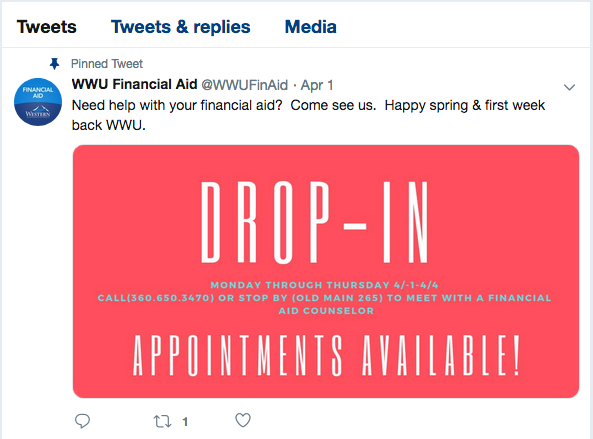 Tweets Tweets & replies Media
Pinned Tweet
WWU Financial Aid @WWUFinAid · Apr 1
FINANCIAL
AID
WESTERN
Need help with your financial aid? Come see us. Happy spring & first week
back WWU.
DROP-IN
MONDAY THROUGH THURSDAY 4/-1-4/4
CALL(360.650.3470) OR STOP BY (OLD MAIN 265) TO MEET WITH A FINANCIAL
AID COUNSELOR
APPOINTMENTS AVAILABLE!
1